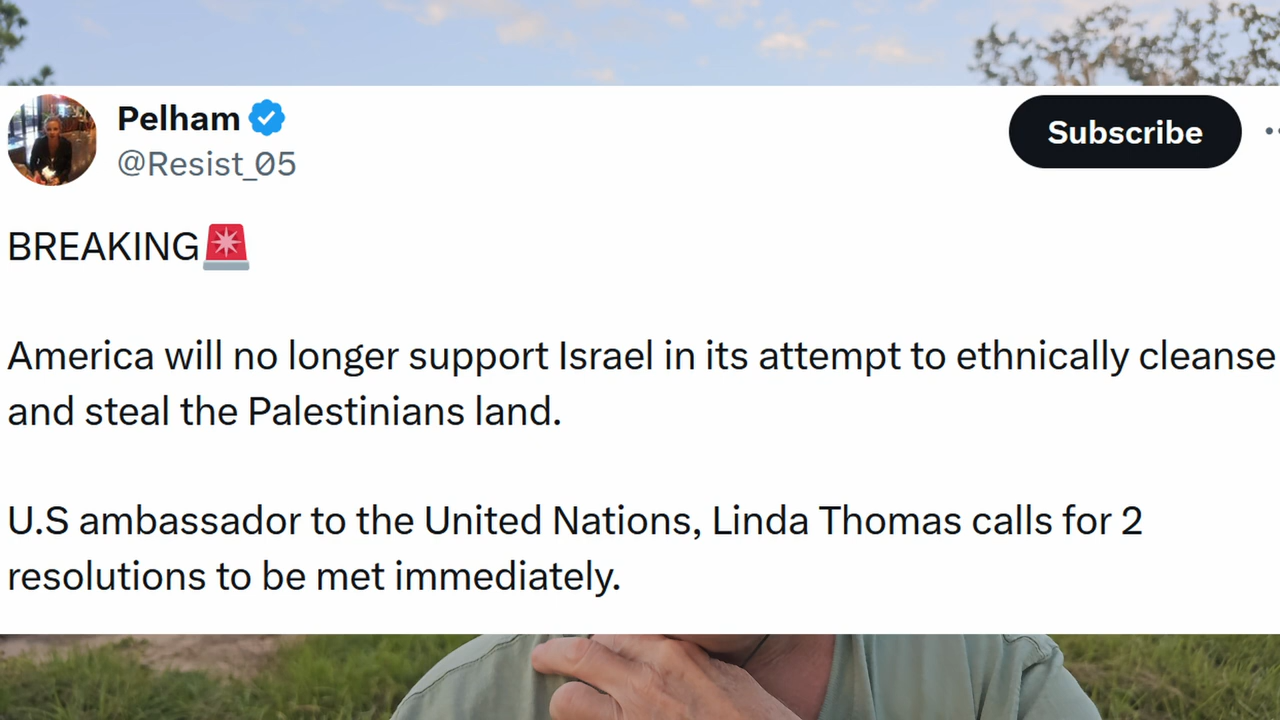 Pelham
@Resist_05
Subscribe
BREAKING🚨
America will no longer support Israel in its attempt to ethnically cleanse
and steal the Palestinians land.
U.S ambassador to the United Nations, Linda Thomas calls for 2
resolutions to be met immediately.